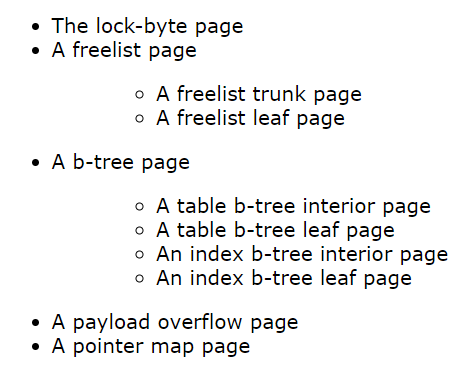 • The lock-byte page
• A freelist page
◦ A freelist trunk page
◦ A freelist leaf page
• A b-tree page
◦ A table b-tree interior page
◦ A table b-tree leaf page
◦ An index b-tree interior page
◦ An index b-tree leaf page
• A payload overflow page
• A pointer map page